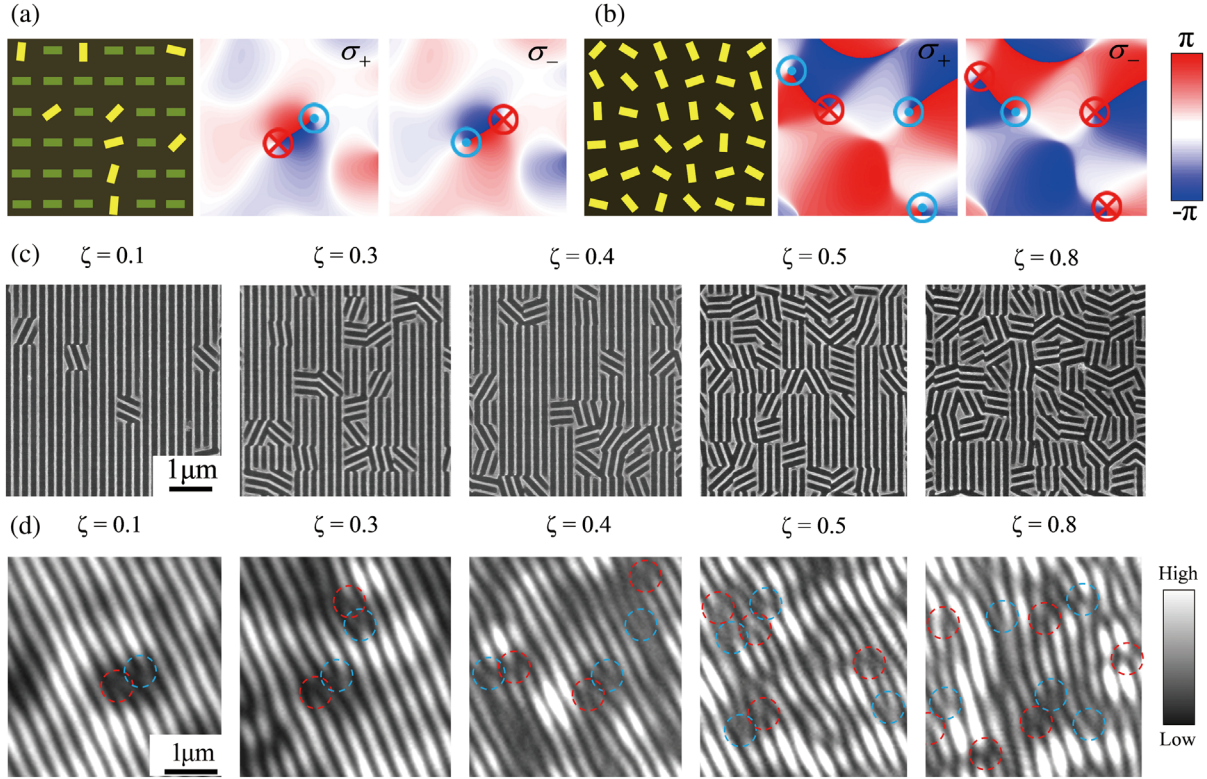 (a)
σ+
σ−
(b)
σ+
σ−
π
-π
(c)
ζ = 0.1
ζ = 0.3
ζ = 0.4
ζ = 0.5
ζ = 0.8
1μm
(d)
ζ = 0.1
ζ = 0.3
ζ = 0.4
ζ = 0.5
ζ = 0.8
1μm
High
Low